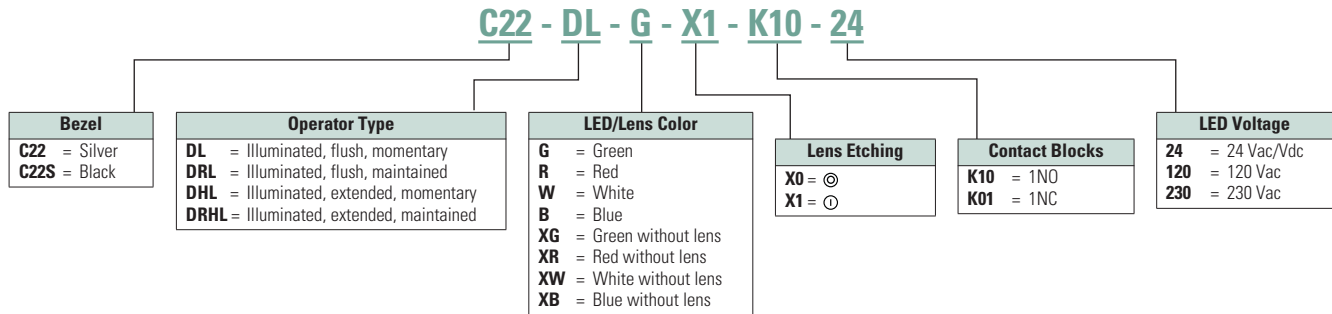 C22 - DL - G - X1 - K10 - 24
Bezel
C22 = Silver
C22S = Black
Operator Type
DL = Illuminated, flush, momentary
DRL = Illuminated, flush, maintained
DHL = Illuminated, extended, momentary
DRHL = Illuminated, extended, maintained
LED/Lens Color
G = Green
R = Red
W = White
B = Blue
XG = Green without lens
XR = Red without lens
XW = White without lens
XB = Blue without lens
Lens Etching
X0 = ⌾
X1 = ⏼
Contact Blocks
K10 = 1NO
K01 = 1NC
LED Voltage
24 = 24 Vac/Vdc
120 = 120 Vac
230 = 230 Vac